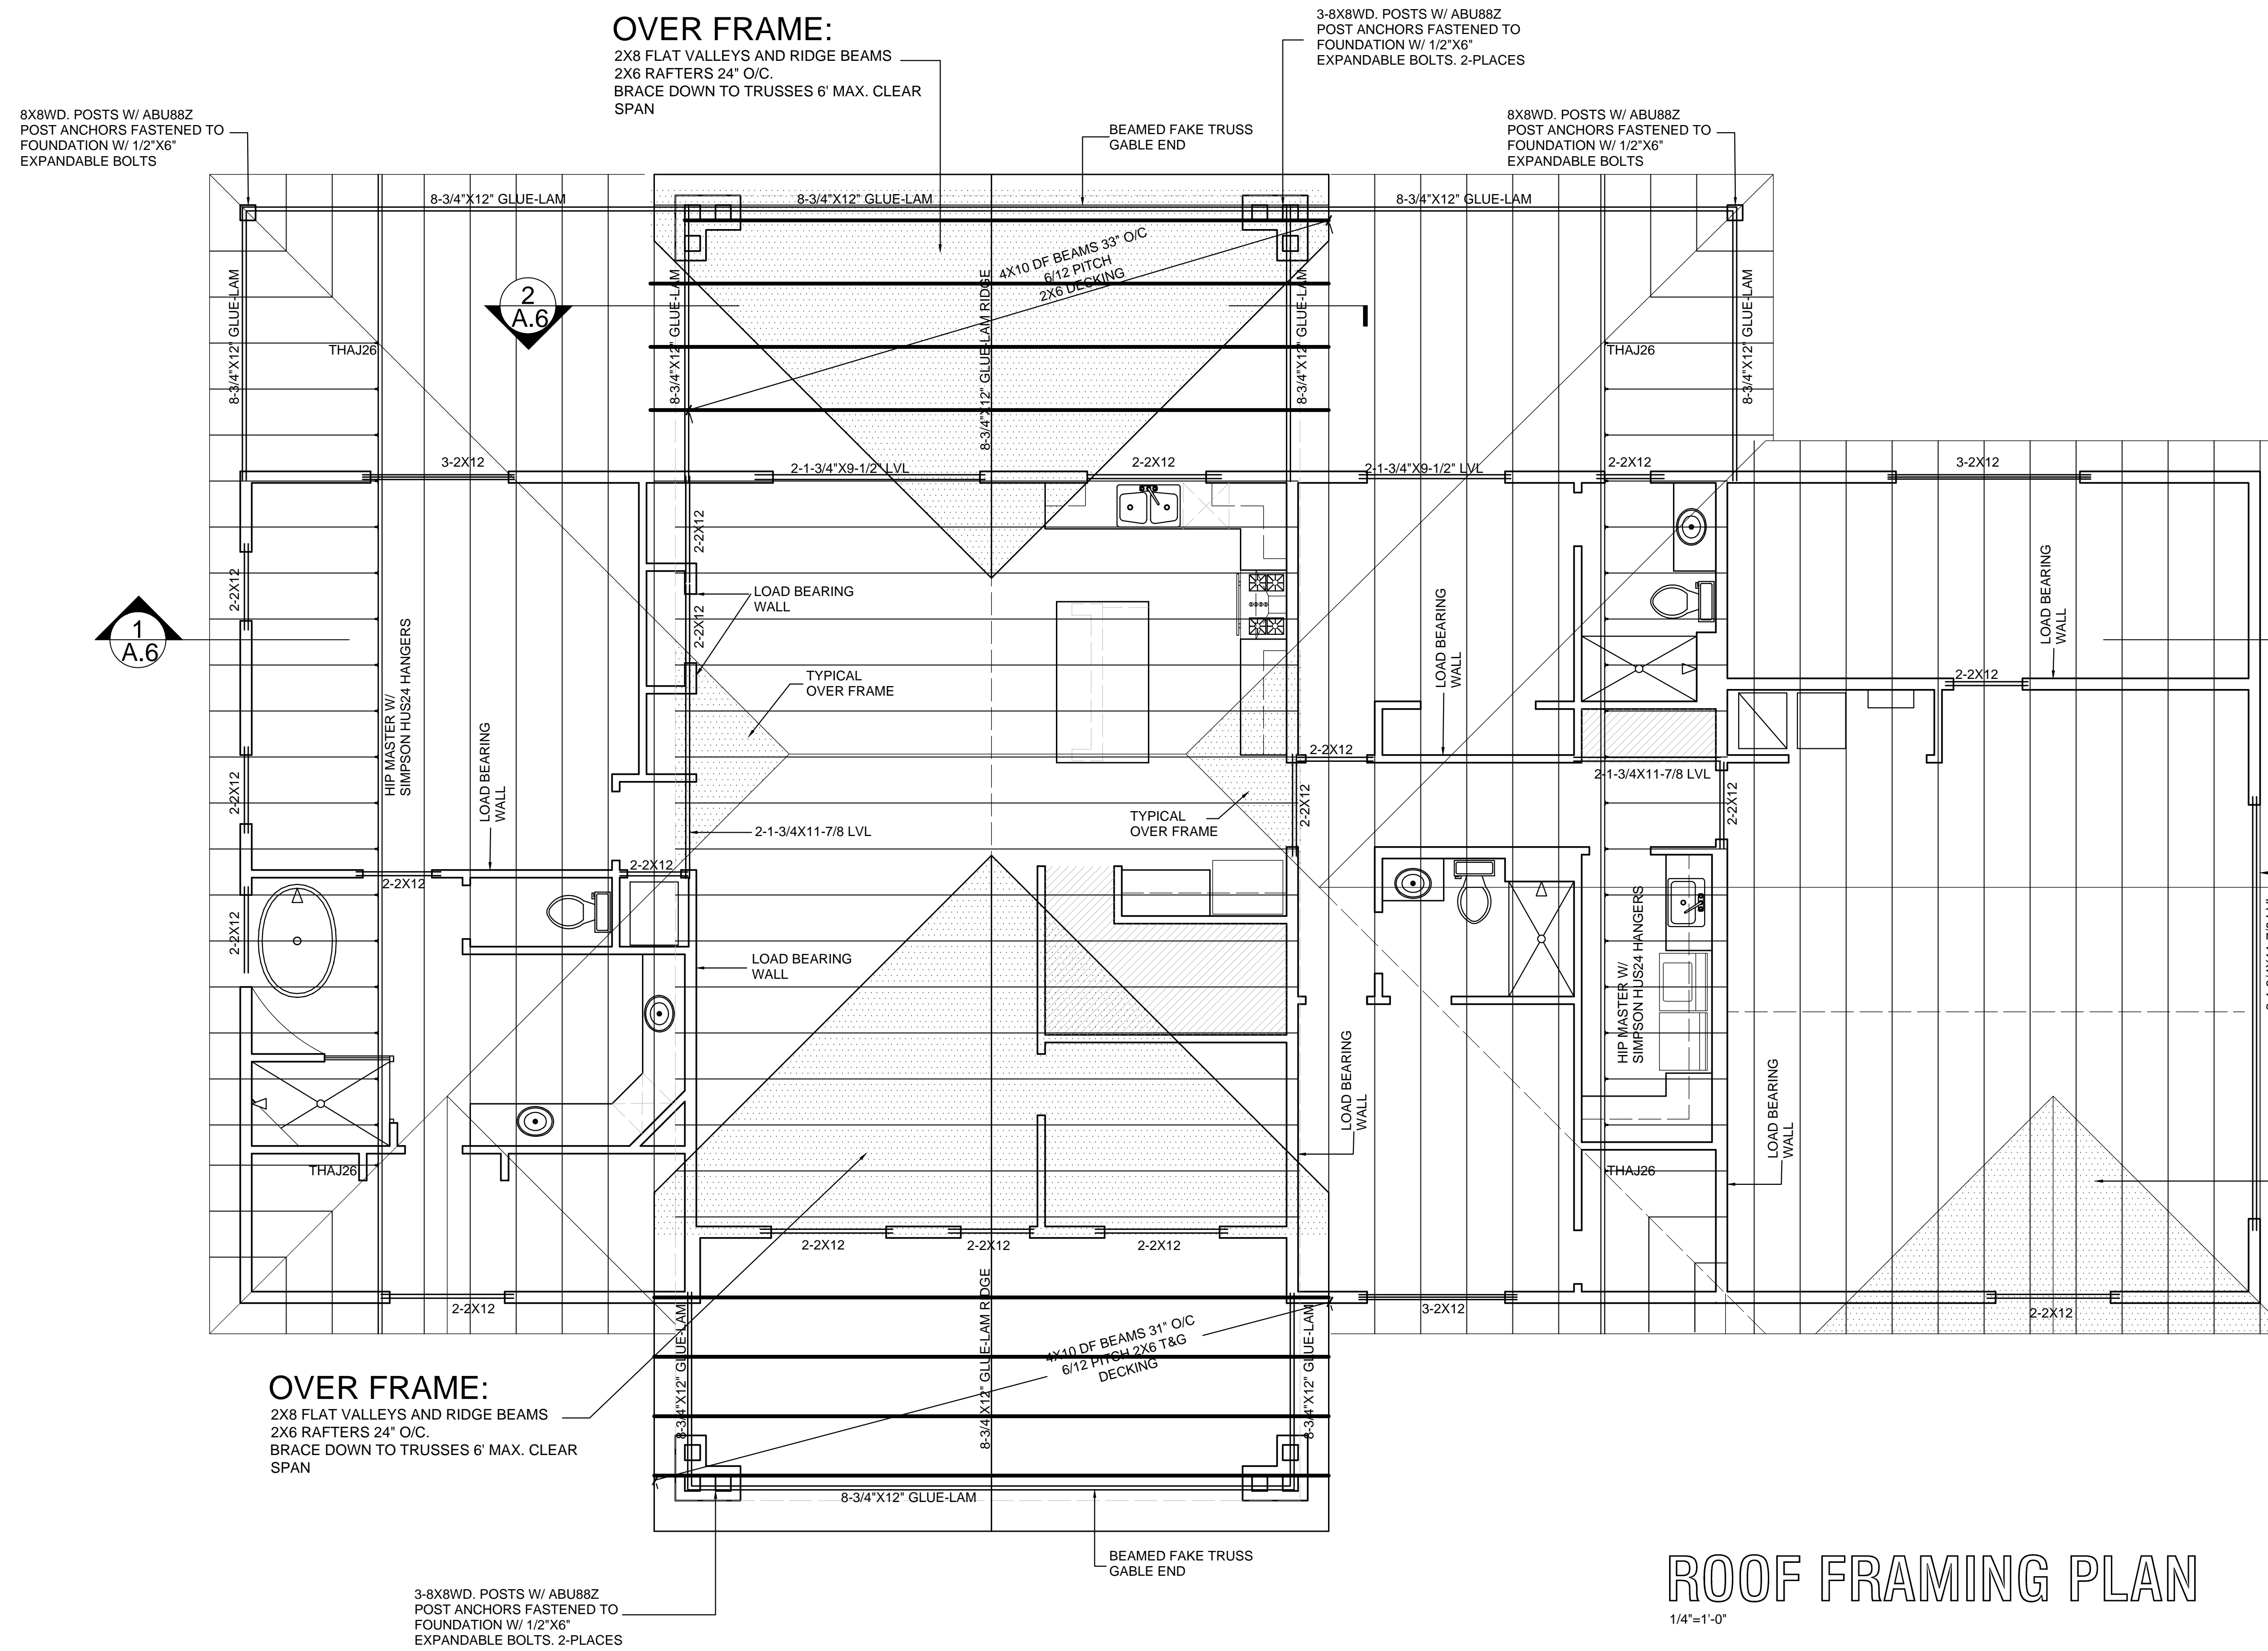 OVER FRAME:
2X8 FLAT VALLEYS AND RIDGE BEAMS
2X6 RAFTERS 24" O/C.
BRACE DOWN TO TRUSSES 6' MAX. CLEAR
SPAN
3-8X8WD. POSTS W/ ABU88Z
POST ANCHORS FASTENED TO
FOUNDATION W/ 1/2"X6"
EXPANDABLE BOLTS. 2-PLACES
8X8WD. POSTS W/ ABU88Z
POST ANCHORS FASTENED TO
FOUNDATION W/ 1/2"X6"
EXPANDABLE BOLTS
BEAMED FAKE TRUSS
GABLE END
8X8WD. POSTS W/ ABU88Z
POST ANCHORS FASTENED TO
FOUNDATION W/ 1/2"X6"
EXPANDABLE BOLTS
8-3/4"X12" GLUE-LAM
8-3/4"X12" GLUE-LAM
8-3/4"X12" GLUE-LAM
8-3/4"X12" GLUE-LAM
8-3/4"X12" GLUE-LAM
8-3/4"X12" GLUE-LAM RIDGE
4X10 DF BEAMS 33" O/C
6/12 PITCH
2X6 DECKING
8-3/4"X12" GLUE-LAM
8-3/4"X12" GLUE-LAM
2
A.6
THAJ26
THAJ26
3-2X12
2-1-3/4"X9-1/2" LVL
2-2X12
2-1-3/4"X9-1/2" LVL
2-2X12
3-2X12
2-2X12
2-2X12
2-2X12
LOAD BEARING
WALL
LOAD BEARING
WALL
LOAD BEARING
WALL
1
A.6
HIP MASTER W/
SIMPSON HUS24 HANGERS
TYPICAL
OVER FRAME
2-2X12
2-2X12
2-1-3/4X11-7/8 LVL
2-2X12
LOAD BEARING
WALL
TYPICAL
OVER FRAME
2-2X12
2-2X12
2-1-3/4X11-7/8 LVL
2-2X12
2-2X12
2-2X12
LOAD BEARING
WALL
HIP MASTER W/
SIMPSON HUS24 HANGERS
LOAD BEARING
WALL
LOAD BEARING
WALL
THAJ26
THAJ26
2-2X12
2-2X12
2-2X12
2-2X12
3-2X12
2-2X12
8-3/4"X12" GLUE-LAM
8-3/4"X12" GLUE-LAM RIDGE
4X10 DF BEAMS 31" O/C
6/12 PITCH 2X6 T&G
DECKING
8-3/4"X12" GLUE-LAM
OVER FRAME:
2X8 FLAT VALLEYS AND RIDGE BEAMS
2X6 RAFTERS 24" O/C.
BRACE DOWN TO TRUSSES 6' MAX. CLEAR
SPAN
8-3/4"X12" GLUE-LAM
BEAMED FAKE TRUSS
GABLE END
3-8X8WD. POSTS W/ ABU88Z
POST ANCHORS FASTENED TO
FOUNDATION W/ 1/2"X6"
EXPANDABLE BOLTS. 2-PLACES
ROOF FRAMING PLAN
1/4"=1'-0"